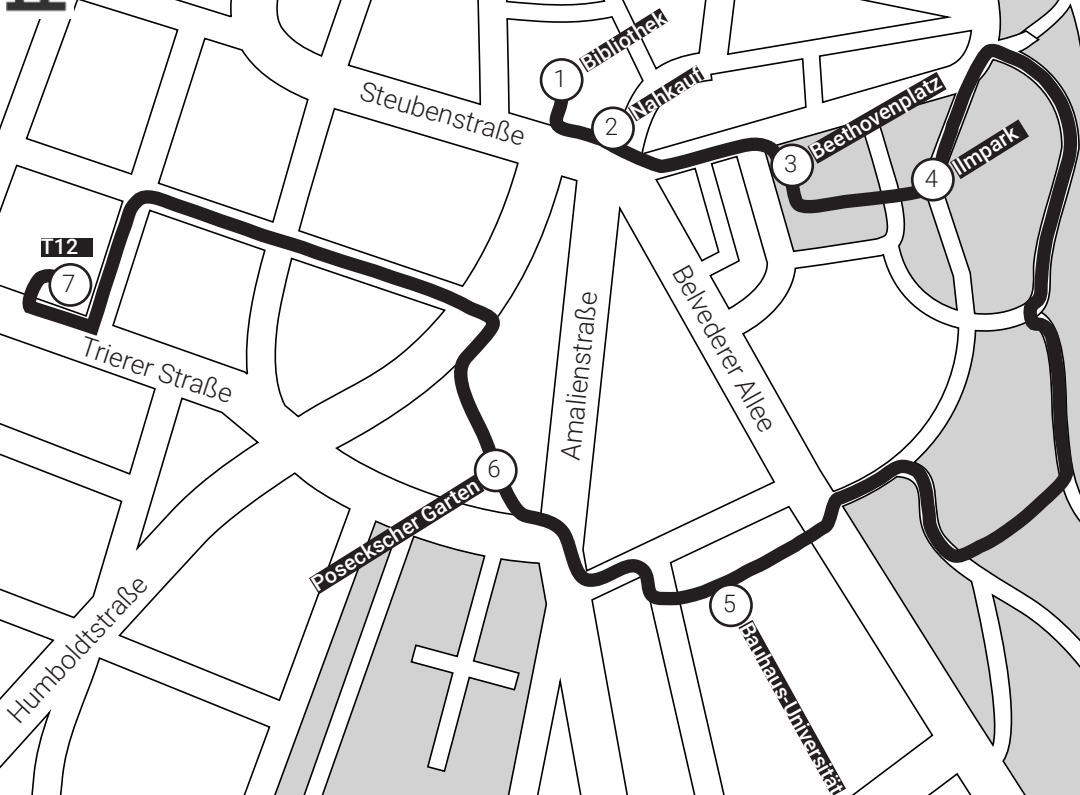 1
Bibliothek
2
Nahkauf
Steubenstraße
3
Beethovenplatz
4
Ilmpark
T12
7
Trierer Straße
Amalienstraße
Belvederer Allee
6
Poseckscher Garten
5
Bauhaus-Universität
Humboldtstraße